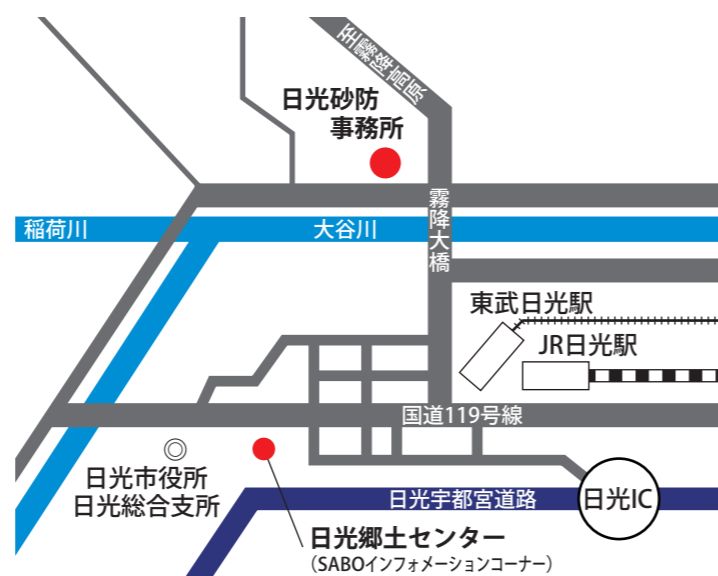 至霧降高原
日光砂防
事務所
霧降大橋
稲荷川
大谷川
東武日光駅
JR日光駅
国道119号線
日光市役所
日光総合支所
日光宇都宮道路
日光IC
日光郷土センター
（SABOインフォメーションコーナー）